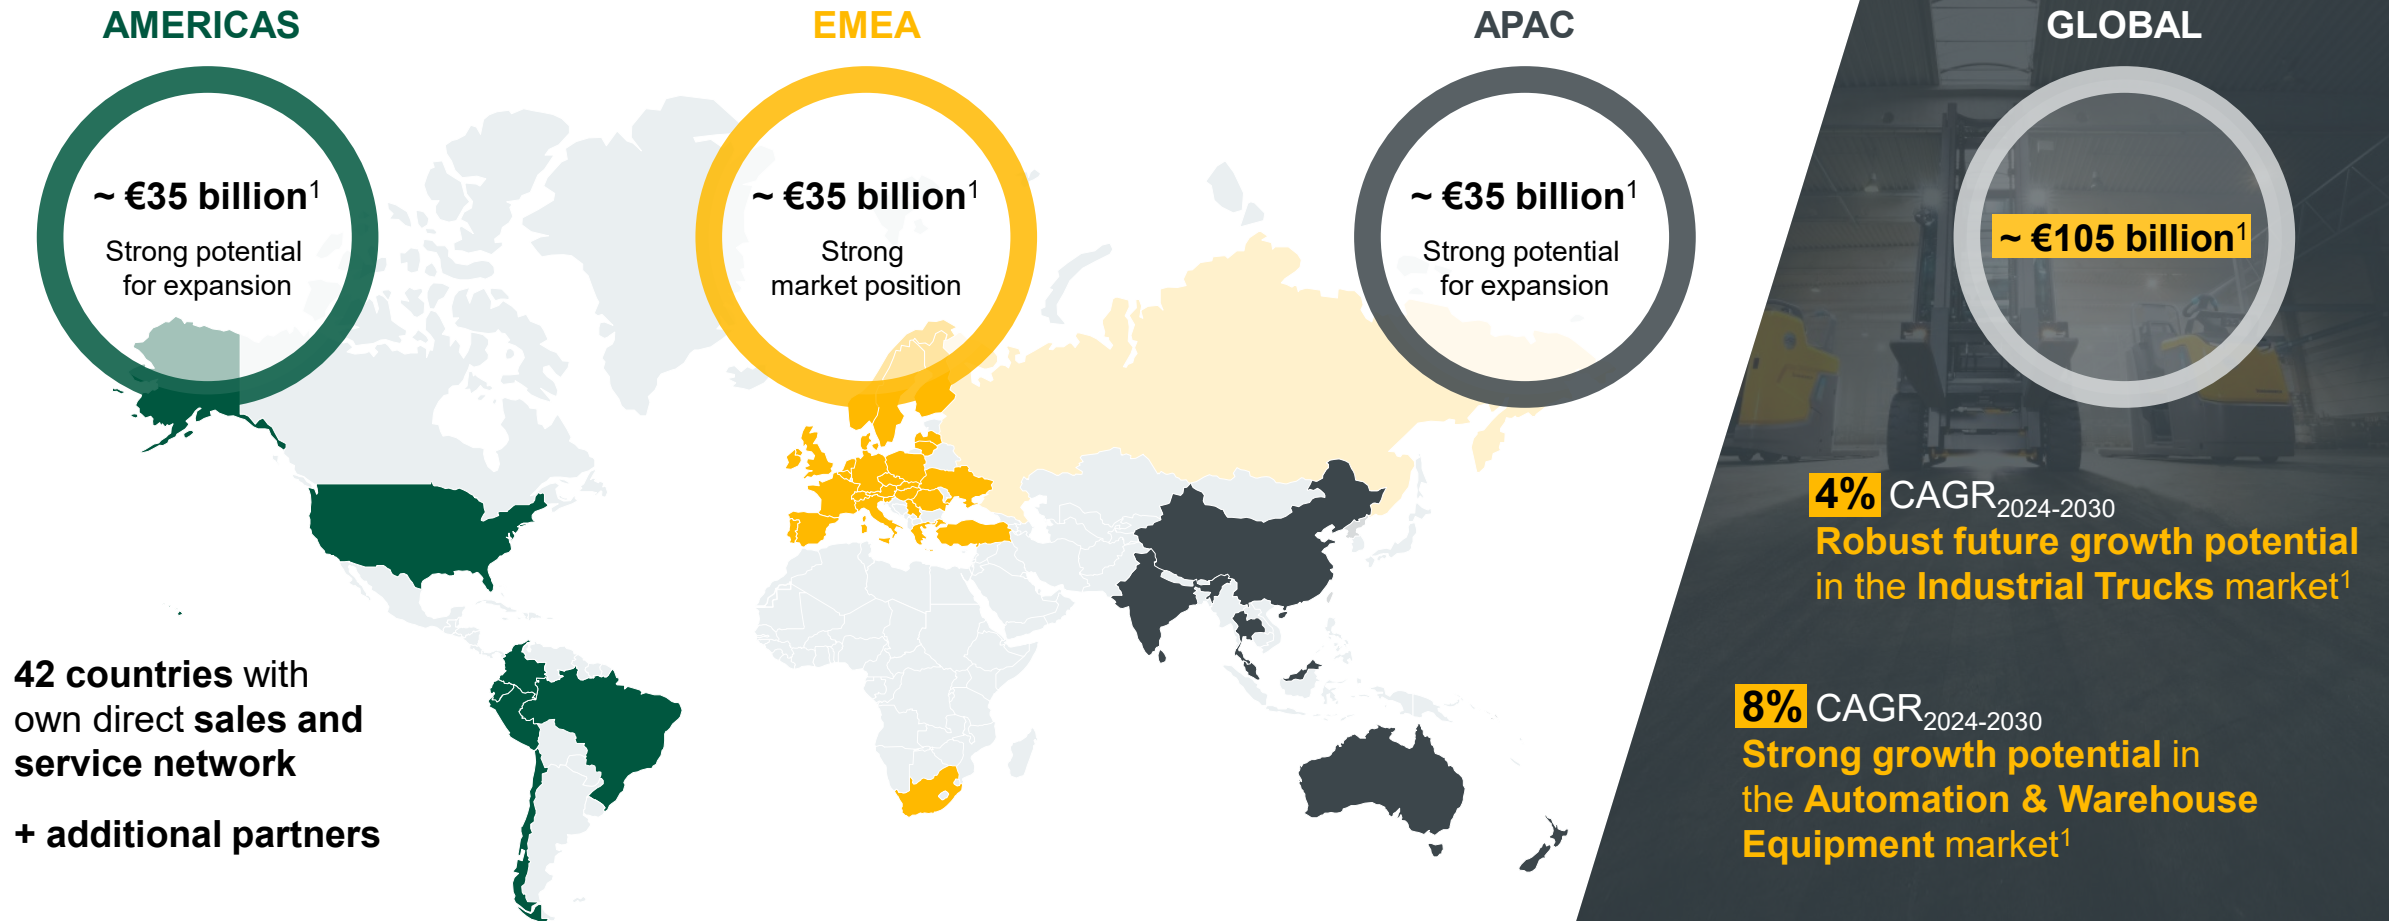 AMERICAS
~ €35 billion¹
Strong potential
for expansion
EMEA
~ €35 billion¹
Strong
market position
APAC
~ €35 billion¹
Strong potential
for expansion
GLOBAL
~ €105 billion¹
42 countries with
own direct sales and
service network
+ additional partners
4% CAGR2024-2030
Robust future growth potential
in the Industrial Trucks market¹
8% CAGR2024-2030
Strong growth potential in
the Automation & Warehouse
Equipment market¹